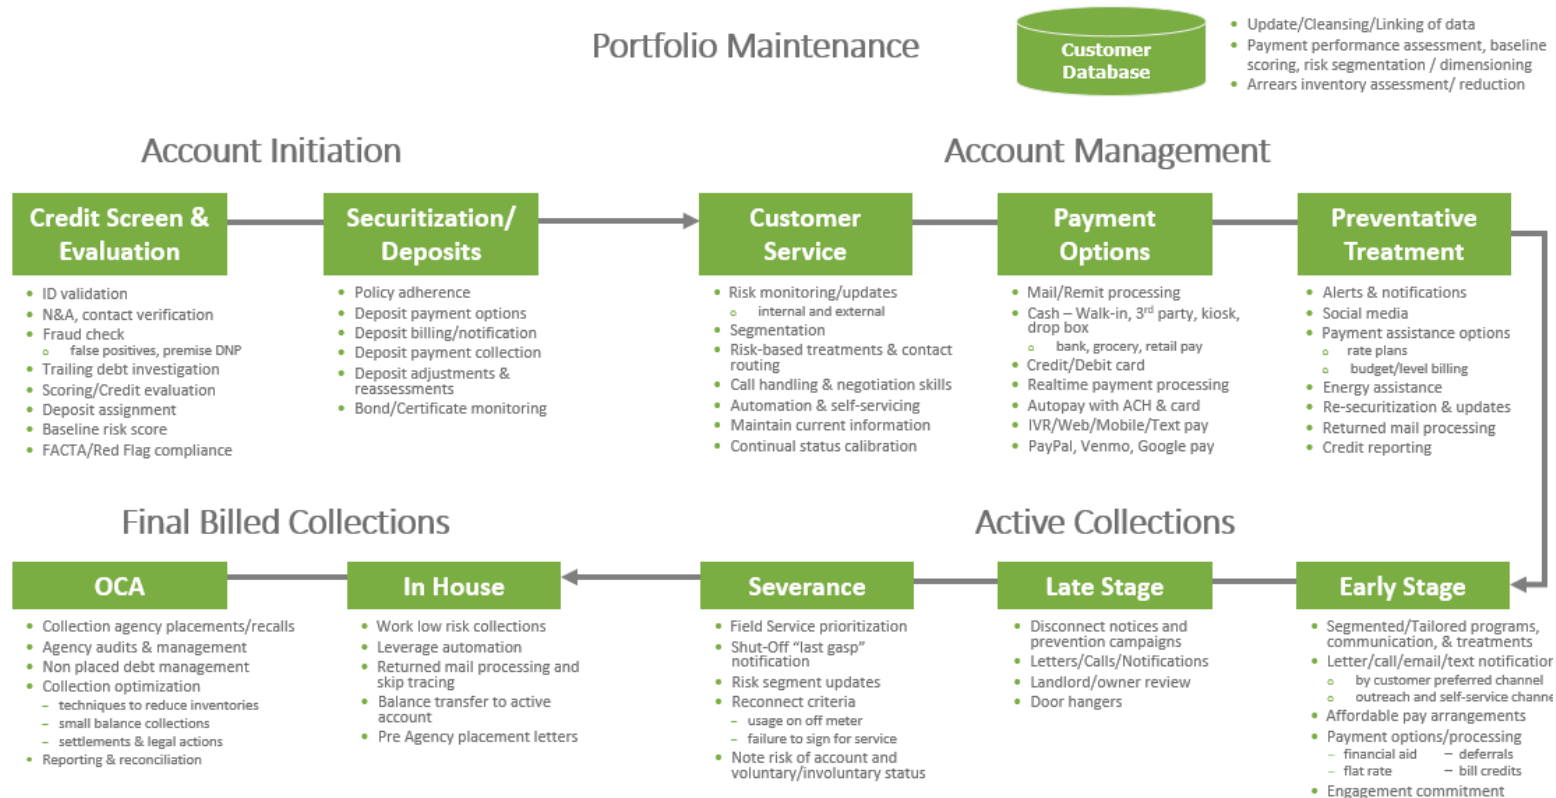 Portfolio Maintenance
Customer
Database
• Update/Cleansing/Linking of data
• Payment performance assessment, baseline
scoring, risk segmentation / dimensioning
• Arrears inventory assessment/ reduction
Account Initiation
Account Management
Credit Screen &
Evaluation
• ID validation
• N&A, contact verification
• Fraud check
o false positives, premise DNP
• Trailing debt investigation
• Scoring/Credit evaluation
• Deposit assignment
• Baseline risk score
• FACTA/Red Flag compliance
Securitization/
Deposits
• Policy adherence
• Deposit payment options
• Deposit billing/notification
• Deposit payment collection
• Deposit adjustments &
reassessments
• Bond/Certificate monitoring
Customer
Service
• Risk monitoring/updates
o internal and external
• Segmentation
• Risk-based treatments & contact
routing
• Call handling & negotiation skills
• Automation & self-servicing
• Maintain current information
• Continual status calibration
Payment
Options
• Mail/Remit processing
• Cash – Walk-in, 3rd party, kiosk,
drop box
o bank, grocery, retail pay
• Credit/Debit card
• Realtime payment processing
• Autopay with ACH & card
• IVR/Web/Mobile/Text pay
• PayPal, Venmo, Google pay
Preventative
Treatment
• Alerts & notifications
• Social media
• Payment assistance options
o rate plans
o budget/level billing
• Energy assistance
• Re-securitization & updates
• Returned mail processing
• Credit reporting
Final Billed Collections
Active Collections
OCA
• Collection agency placements/recalls
• Agency audits & management
• Non placed debt management
• Collection optimization
– techniques to reduce inventories
– small balance collections
– settlements & legal actions
• Reporting & reconciliation
In House
• Work low risk collections
• Leverage automation
• Returned mail processing and
skip tracing
• Balance transfer to active
account
• Pre Agency placement letters
Severance
• Field Service prioritization
• Shut-Off “last gasp”
notification
• Risk segment updates
• Reconnect criteria
– usage on off meter
– failure to sign for service
• Note risk of account and
voluntary/involuntary status
Late Stage
• Disconnect notices and
prevention campaigns
• Letters/Calls/Notifications
• Landlord/owner review
• Door hangers
Early Stage
• Segmented/Tailored programs,
communication, & treatments
• Letter/call/email/text notification
o by customer preferred channel
o outreach and self-service channe
• Affordable pay arrangements
• Payment options/processing
– financial aid – deferrals
– flat rate – bill credits
• Engagement commitment